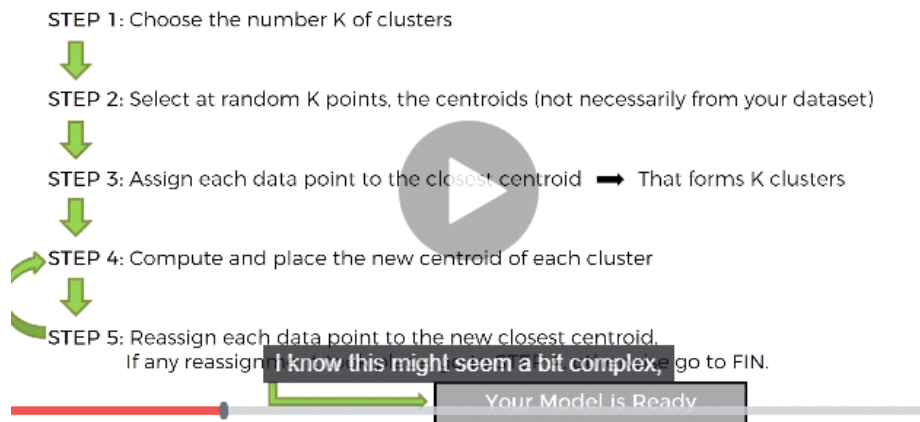 STEP 1: Choose the number K of clusters
STEP 2: Select at random K points, the centroids (not necessarily from your dataset)
STEP 3: Assign each data point to the closest centroid ➡ That forms K clusters
STEP 4: Compute and place the new centroid of each cluster
STEP 5: Reassign each data point to the new closest centroid.
If any reassignm go to FIN.
I know this might seem a bit complex,
Your Model is Ready